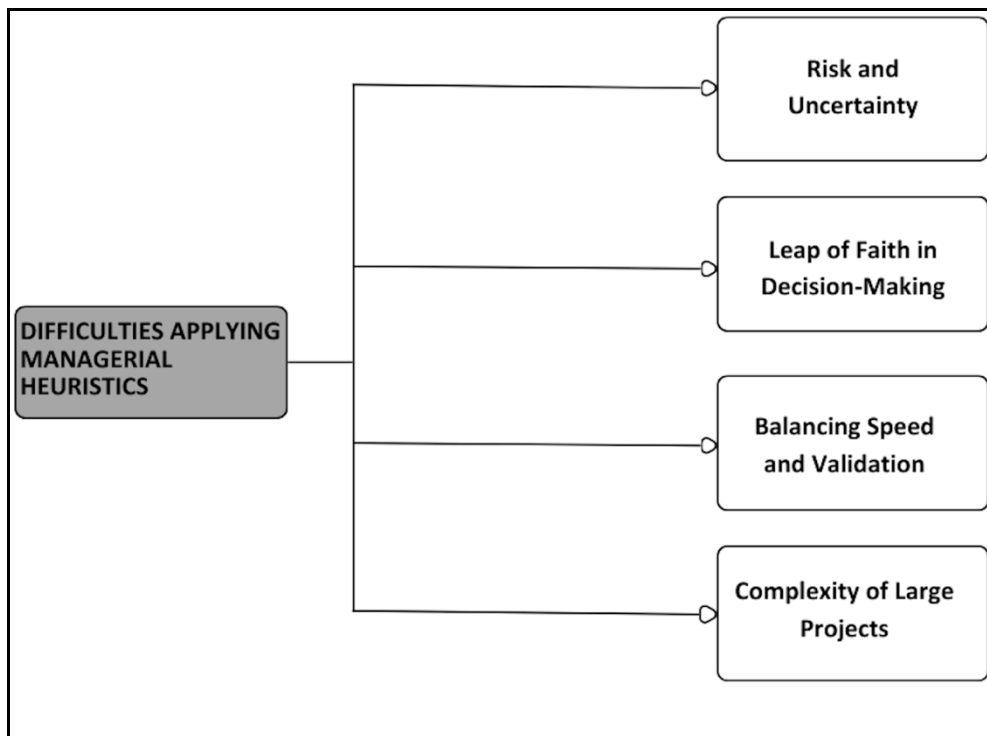 Risk and
Uncertainty
Leap of Faith in
Decision-Making
DIFFICULTIES APPLYING
MANAGERIAL
HEURISTICS
Balancing Speed
and Validation
Complexity of Large
Projects